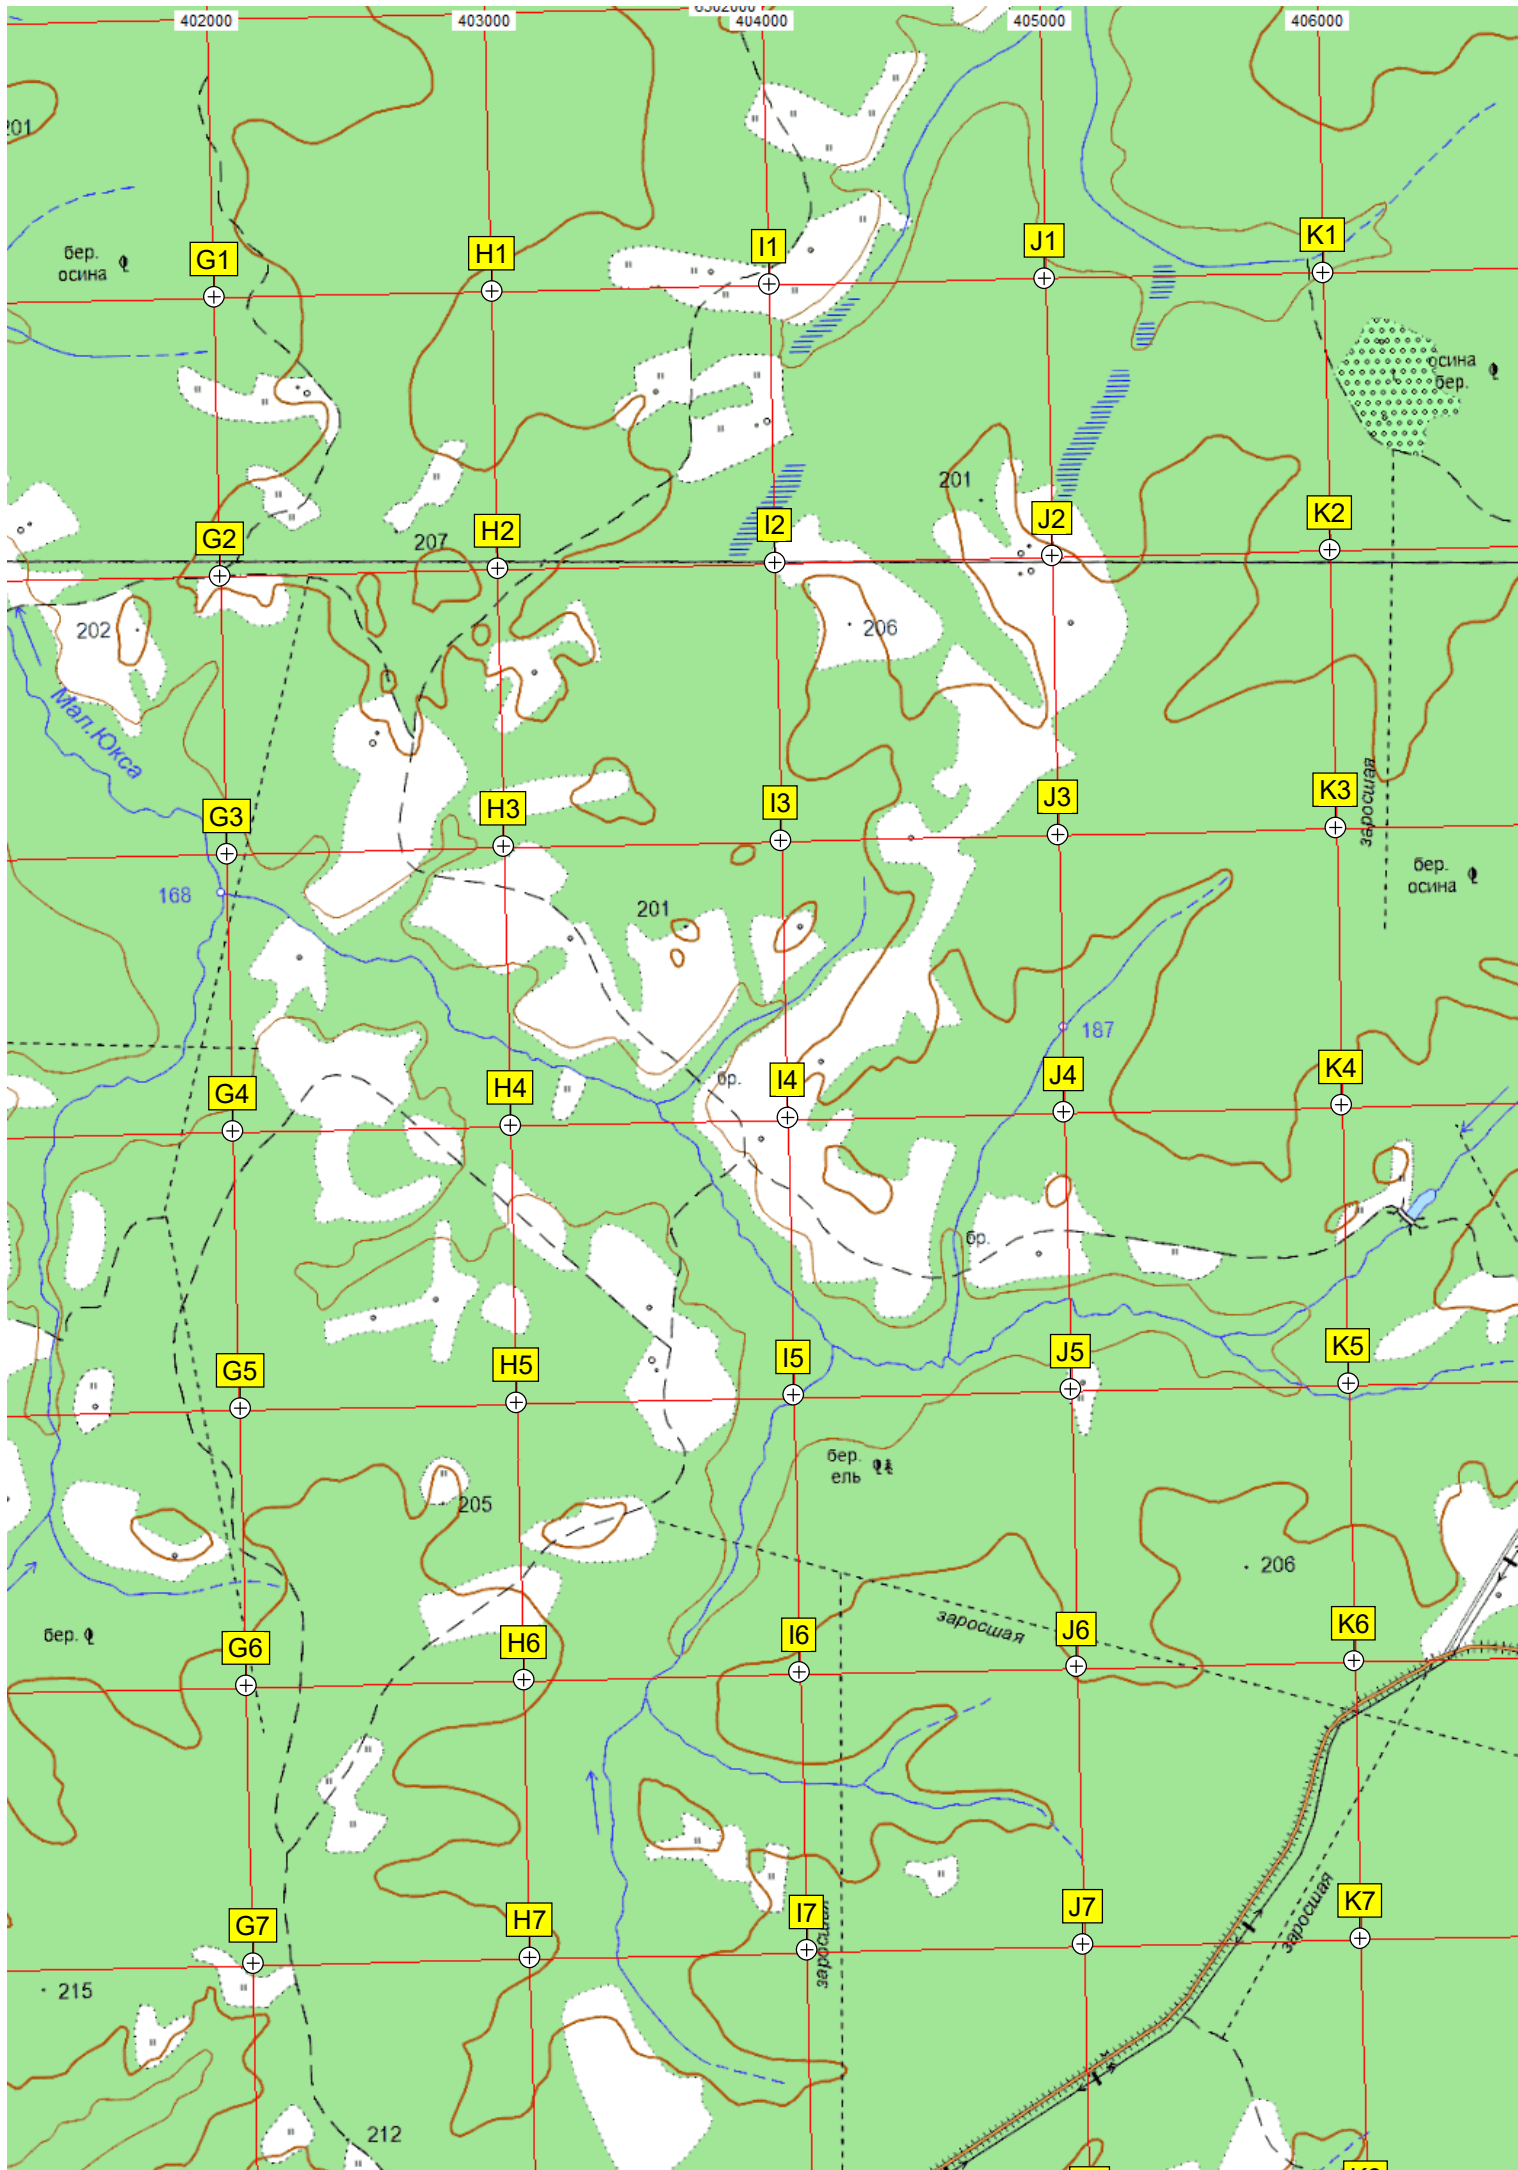 402000
403000
404000
405000
406000
201
бер.
осина
G1
H1
I1
J1
K1
осина
бер.
201
G2
H2
I2
J2
K2
207
202
206
Мал.Юкса
заросшая
G3
H3
I3
J3
K3
168
201
бер.
осина
187
бр.
G4
H4
I4
J4
K4
бр.
G5
H5
I5
J5
K5
бер.
ель
205
206
заросшая
бер.
G6
H6
I6
J6
K6
G7
H7
I7
J7
K7
заросшая
заросшая
215
212